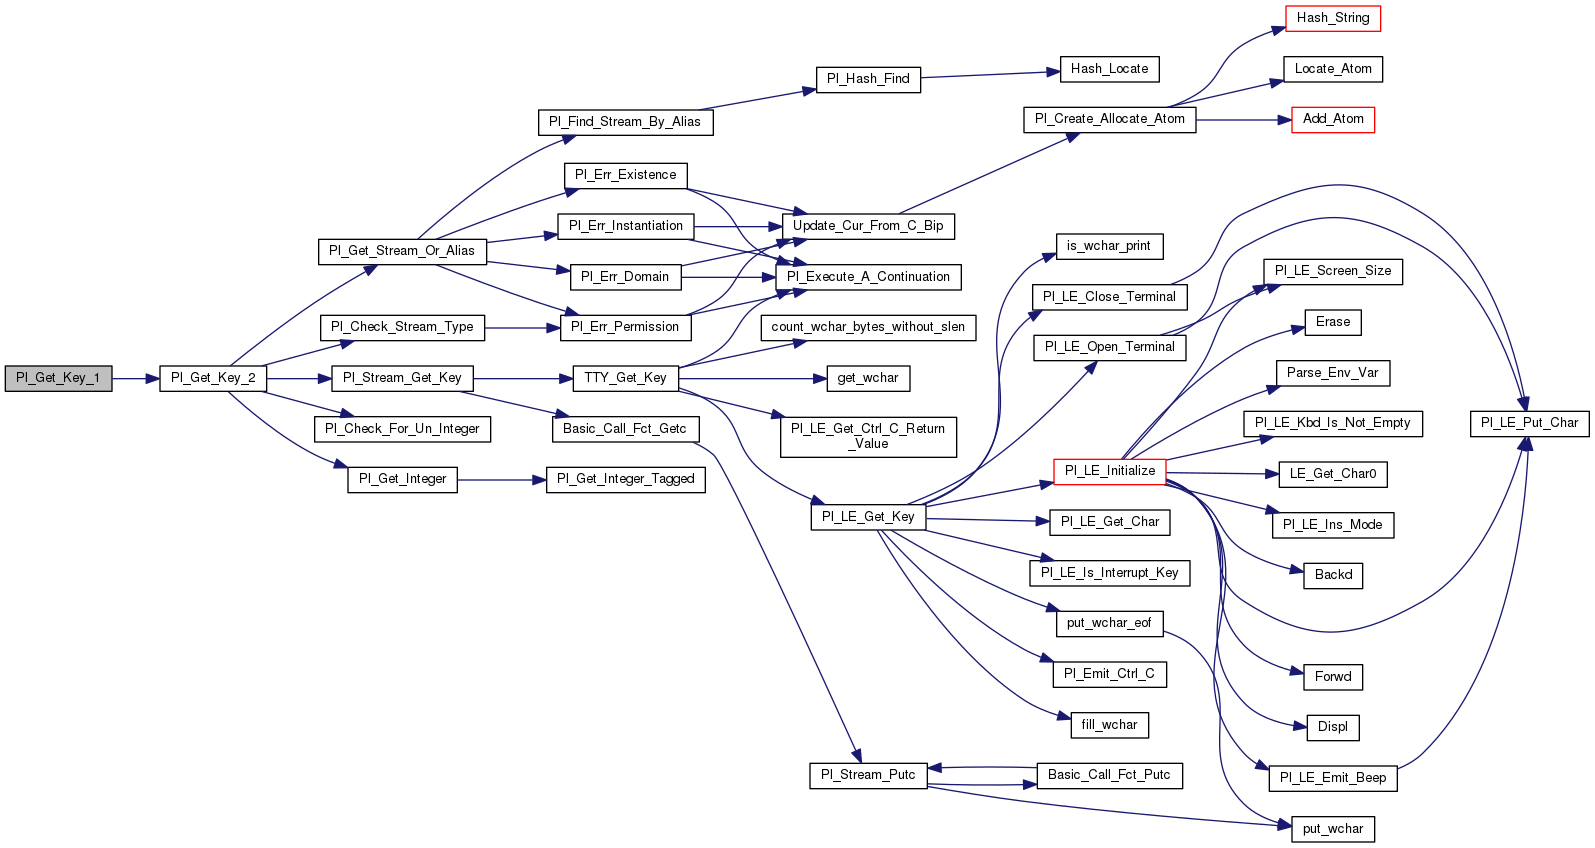 Hash_String
Hash_Locate
Locate_Atom
Pl_Hash_Find
Pl_Find_Stream_By_Alias
Pl_Create_Allocate_Atom
Add_Atom
Pl_Err_Existence
Pl_Err_Instantiation
Update_Cur_From_C_Bip
Pl_Get_Stream_Or_Alias
is_wchar_print
Pl_Err_Domain
Pl_Execute_A_Continuation
Pl_LE_Screen_Size
Pl_LE_Close_Terminal
Pl_Check_Stream_Type
Pl_Err_Permission
count_wchar_bytes_without_slen
Erase
Pl_LE_Open_Terminal
Pl_Get_Key_1
Pl_Get_Key_2
Pl_Stream_Get_Key
TTY_Get_Key
get_wchar
Parse_Env_Var
Pl_Check_For_Un_Integer
Basic_Call_Fct_Getc
Pl_LE_Get_Ctrl_C_Return
_Value
Pl_LE_Kbd_Is_Not_Empty
Pl_LE_Put_Char
Pl_Get_Integer
Pl_Get_Integer_Tagged
Pl_LE_Initialize
LE_Get_Char0
Pl_LE_Get_Key
Pl_LE_Get_Char
Pl_LE_Ins_Mode
Pl_LE_Is_Interrupt_Key
Backd
put_wchar_eof
Pl_Emit_Ctrl_C
Forwd
fill_wchar
Displ
Pl_Stream_Putc
Basic_Call_Fct_Putc
Pl_LE_Emit_Beep
put_wchar